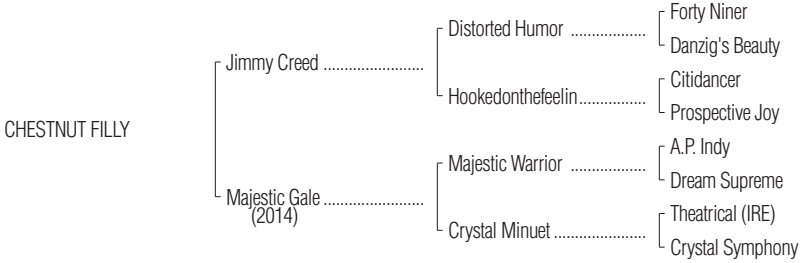 Forty Niner
Distorted Humor ...................
Danzig's Beauty
Jimmy Creed ........................
Citidancer
Hookedonthefeelin.................
Prospective Joy
CHESTNUT FILLY
A.P. Indy
Majestic Warrior ...................
Dream Supreme
Majestic Gale ........................
(2014)
Theatrical (IRE)
Crystal Minuet .......................
Crystal Symphony